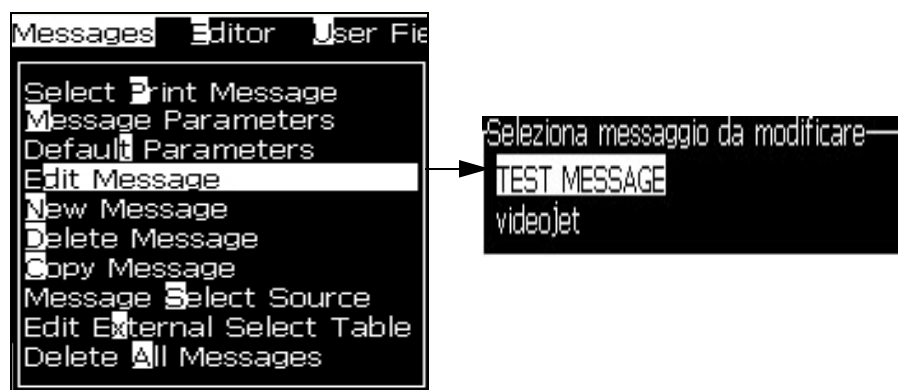 Messages Editor User Fie
Select Print Message
Message Parameters
Default Parameters
Edit Message
New Message
Delete Message
Copy Message
Message Select Source
Edit External Select Table
Delete All Messages
Seleziona messaggio da modificare
TEST MESSAGE
videojet